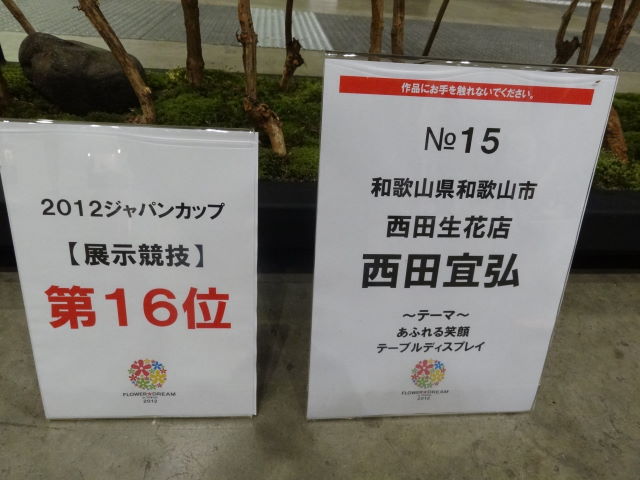 2012ジャパンカップ
【展示競技】
第16位
FLOWER☆DREAM
2012
作品にお手を触れないでください。
№15
和歌山県和歌山市
西田生花店
西田宜弘
～テーマ～
あふれる笑顔
テーブルディスプレイ
FLOWER☆DREAM
2012